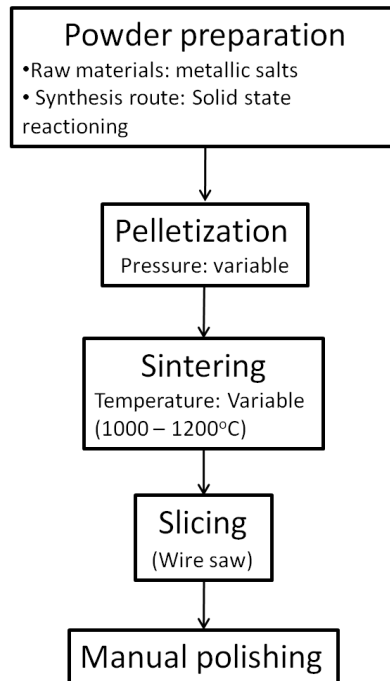 Powder preparation
•Raw materials: metallic salts
• Synthesis route: Solid state
reactioning
Pelletization
Pressure: variable
Sintering
Temperature: Variable
(1000 – 1200°C)
Slicing
(Wire saw)
Manual polishing